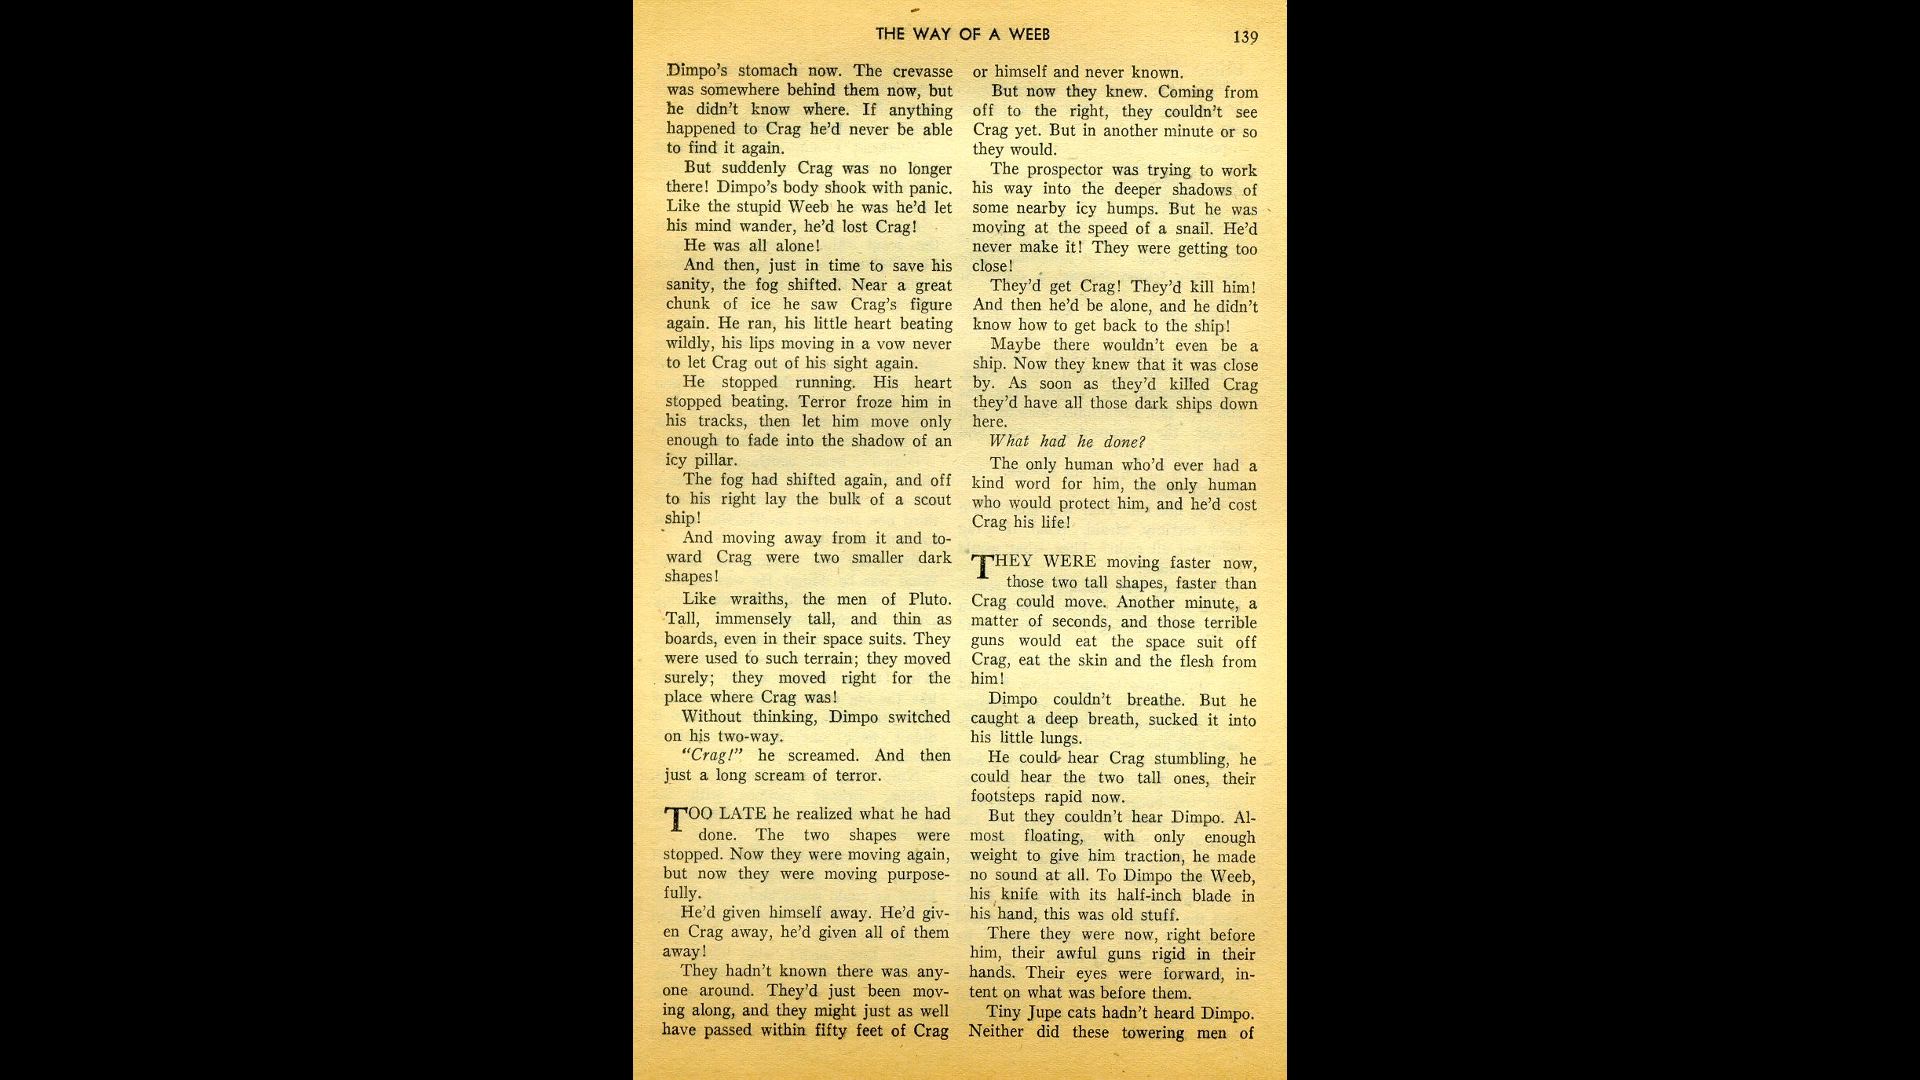 THE WAY OF A WEEB
139
Dimpo's stomach now. The crevasse
was somewhere behind them now, but
he didn't know where. If anything
happened to Crag he'd never be able
to find it again.
But suddenly Crag was no longer
there! Dimpo's body shook with panic.
Like the stupid Weeb he was he'd let
his mind wander, he'd lost Crag!
He was all alone!
And then, just in time to save his
sanity, the fog shifted. Near a great
chunk of ice he saw Crag's figure
again. He ran, his little heart beating
wildly, his lips moving in a vow never
to let Crag out of his sight again.
He stopped running. His heart
stopped beating. Terror froze him in
his tracks, then let him move only
enough to fade into the shadow of an
icy pillar.
The fog had shifted again, and off
to his right lay the bulk of a scout
ship!
And moving away from it and to-
ward Crag were two smaller dark
shapes!
Like wraiths, the men of Pluto.
Tall, immensely tall, and thin as
boards, even in their space suits. They
were used to such terrain; they moved
surely; they moved right for the
place where Crag was!
Without thinking, Dimpo switched
on his two-way.
"Crag!" he screamed. And then
just a long scream of terror.
TOO LATE he realized what he had
done. The two shapes were
stopped. Now they were moving again,
but now they were moving purpose-
fully.
He'd given himself away. He'd giv-
en Crag away, he'd given all of them
away!
They hadn't known there was any-
one around. They'd just been mov-
ing along, and they might just as well
have passed within fifty feet of Crag
or himself and never known.
But now they knew. Coming from
off to the right, they couldn't see
Crag yet. But in another minute or so
they would.
The prospector was trying to work
his way into the deeper shadows of
some nearby icy humps. But he was
moving at the speed of a snail. He'd
never make it! They were getting too
close!
They'd get Crag! They'd kill him!
And then he'd be alone, and he didn't
know how to get back to the ship!
Maybe there wouldn't even be a
ship. Now they knew that it was close
by. As soon as they'd killed Crag
they'd have all those dark ships down
here.
What had he done?
The only human who'd ever had a
kind word for him, the only human
who would protect him, and he'd cost
Crag his life!
THEY WERE moving faster now,
those two tall shapes, faster than
Crag could move. Another minute, a
matter of seconds, and those terrible
guns would eat the space suit off
Crag, eat the skin and the flesh from
him!
Dimpo couldn't breathe. But he
caught a deep breath, sucked it into
his little lungs.
He could hear Crag stumbling, he
could hear the two tall ones, their
footsteps rapid now.
But they couldn't hear Dimpo. Al-
most floating, with only enough
weight to give him traction, he made
no sound at all. To Dimpo the Weeb,
his knife with its half-inch blade in
his hand, this was old stuff.
There they were now, right before
him, their awful guns rigid in their
hands. Their eyes were forward, in-
tent on what was before them.
Tiny Jupe cats hadn't heard Dimpo.
Neither did these towering men of